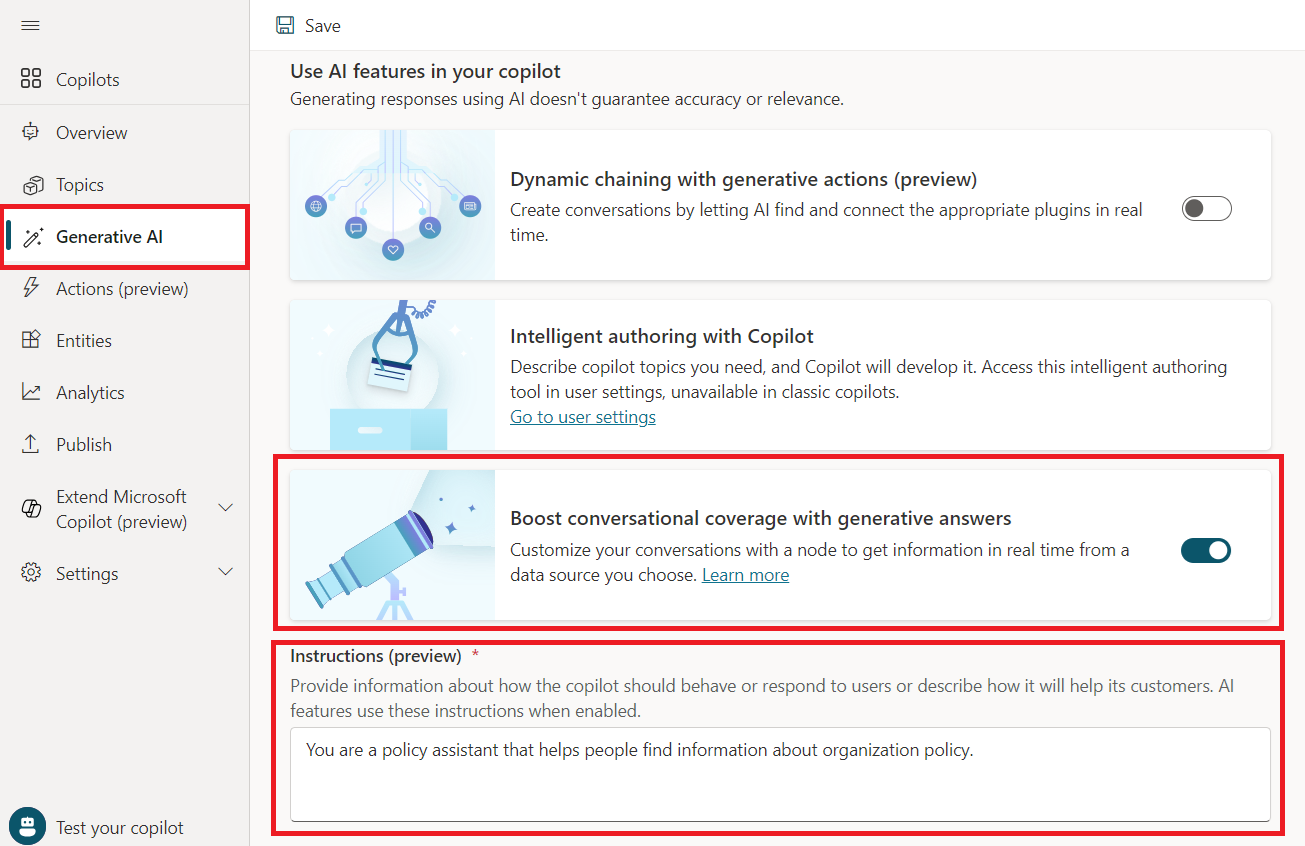 Copilots
Overview
Topics
Generative AI
Actions (preview)
Entities
Analytics
Publish
Extend Microsoft
Copilot (preview)
Settings
Test your copilot
Save
Use AI features in your copilot
Generating responses using AI doesn't guarantee accuracy or relevance.
Dynamic chaining with generative actions (preview)
Create conversations by letting AI find and connect the appropriate plugins in real
time.
Intelligent authoring with Copilot
Describe copilot topics you need, and Copilot will develop it. Access this intelligent authoring
tool in user settings, unavailable in classic copilots.
Go to user settings
Boost conversational coverage with generative answers
Customize your conversations with a node to get information in real time from a
data source you choose. Learn more
Instructions (preview) *
Provide information about how the copilot should behave or respond to users or describe how it will help its customers. AI
features use these instructions when enabled.
You are a policy assistant that helps people find information about organization policy.